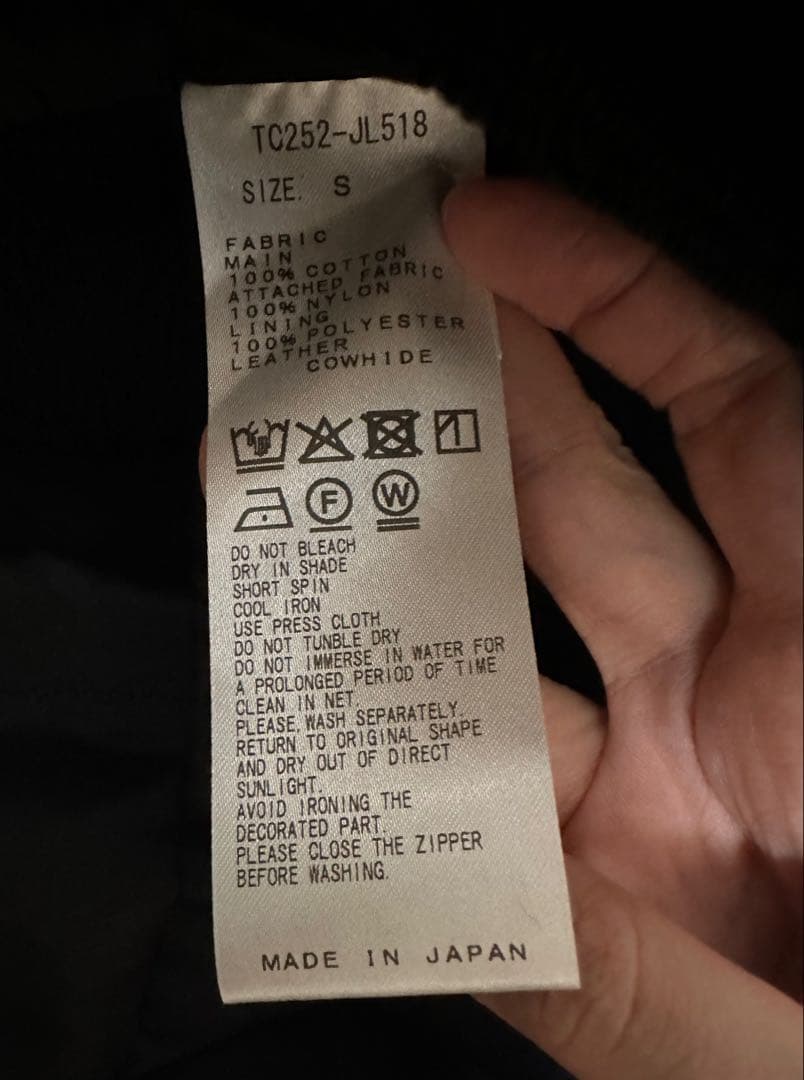 TC252-JL518
SIZE. S
FABRIC
MAIN
100% COTTON
ATTACHED FABRIC
100% NYLON
LINING
100% POLYESTER
LEATHER
COWHIDE
F W
DO NOT BLEACH
DRY IN SHADE
SHORT SPIN
COOL IRON
USE PRESS CLOTH
DO NOT TUNBLE DRY
DO NOT IMMERSE IN WATER FOR
A PROLONGED PERIOD OF TIME
CLEAN IN NET
PLEASE.WASH SEPARATELY.
RETURN TO ORIGINAL SHAPE
AND DRY OUT OF DIRECT
SUNLIGHT.
AVOID IRONING THE
DECORATED PART.
PLEASE CLOSE THE ZIPPER
BEFORE WASHING.
MADE IN JAPAN